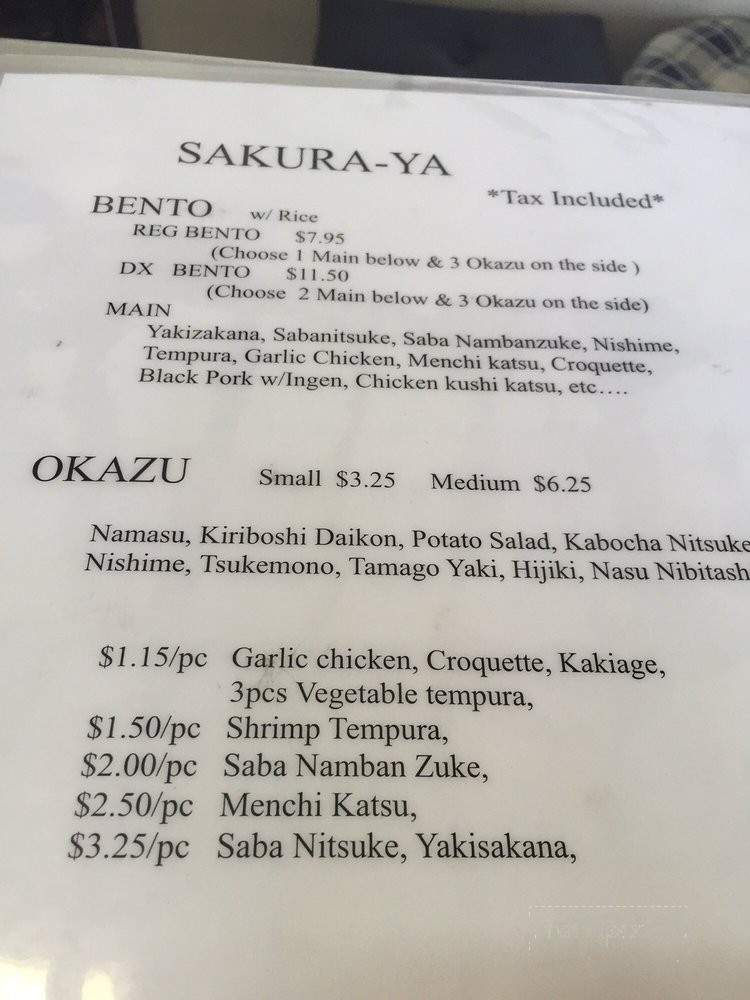 SAKURA-YA
*Tax Included*
BENTO w/ Rice
REG BENTO $7.95
(Choose 1 Main below & 3 Okazu on the side )
DX BENTO $11.50
(Choose 2 Main below & 3 Okazu on the side)
MAIN
Yakizakana, Sabanitsuke, Saba Nambanzuke, Nishime,
Tempura, Garlic Chicken, Menchi katsu, Croquette,
Black Pork w/Ingen, Chicken kushi katsu, etc....
OKAZU Small $3.25 Medium $6.25
Namasu, Kiriboshi Daikon, Potato Salad, Kabocha Nitsuke
Nishime, Tsukemono, Tamago Yaki, Hijiki, Nasu Nibitash
$1.15/pc Garlic chicken, Croquette, Kakiage,
3pcs Vegetable tempura,
$1.50/pc Shrimp Tempura,
$2.00/pc Saba Namban Zuke,
$2.50/pc Menchi Katsu,
$3.25/pc Saba Nitsuke, Yakisakana,